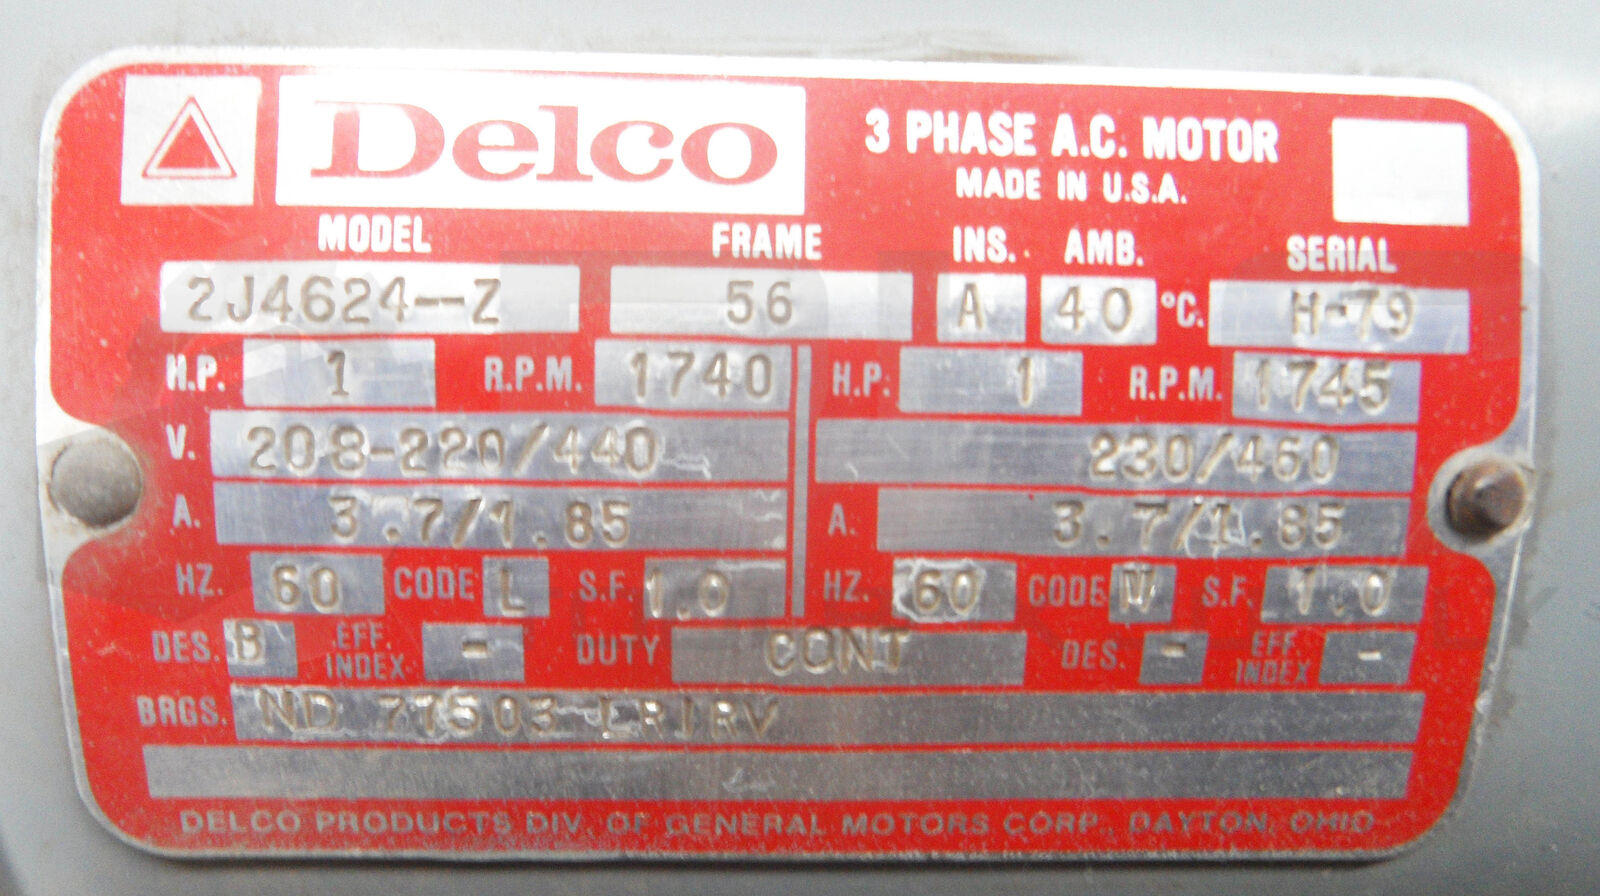 Delco
3 PHASE A.C. MOTOR
MADE IN U.S.A.
MODEL FRAME INS. AMB. SERIAL
2J4624--Z 56 A 40 °C. H-79
H.P. 1 R.P.M. 1740 H.P. 1 R.P.M. 1745
V. 208-220/440 230/460
A. 3.7/1.85 A. 3.7/1.85
HZ. 60 CODE L S.F. 1.0 HZ. 60 CODE S.F. 1.0
DES. B EFF. INDEX - DUTY CONT DES. - EFF. INDEX -
BRGS. ND 77503
DELCO PRODUCTS DIV. OF GENERAL MOTORS CORP., DAYTON, OHIO